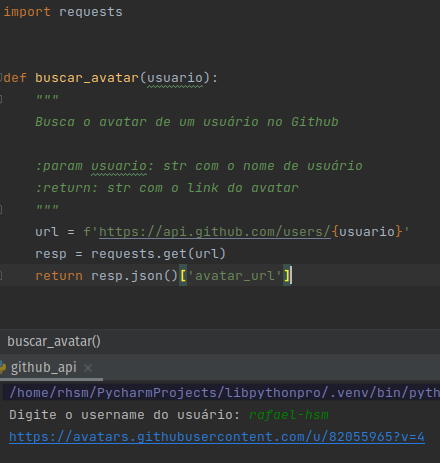 import requests
def buscar_avatar(usuario):
"""
Busca o avatar de um usuário no Github
:param usuario: str com o nome de usuário
:return: str com o link do avatar
"""
url = f'https://api.github.com/users/{usuario}'
resp = requests.get(url)
return resp.json()['avatar_url']
buscar_avatar()
github_api ×
/home/rhsm/PycharmProjects/libpythonpro/.venv/bin/pyth
Digite o username do usuário: rafael-hsm
https://avatars.githubusercontent.com/u/82055965?v=4